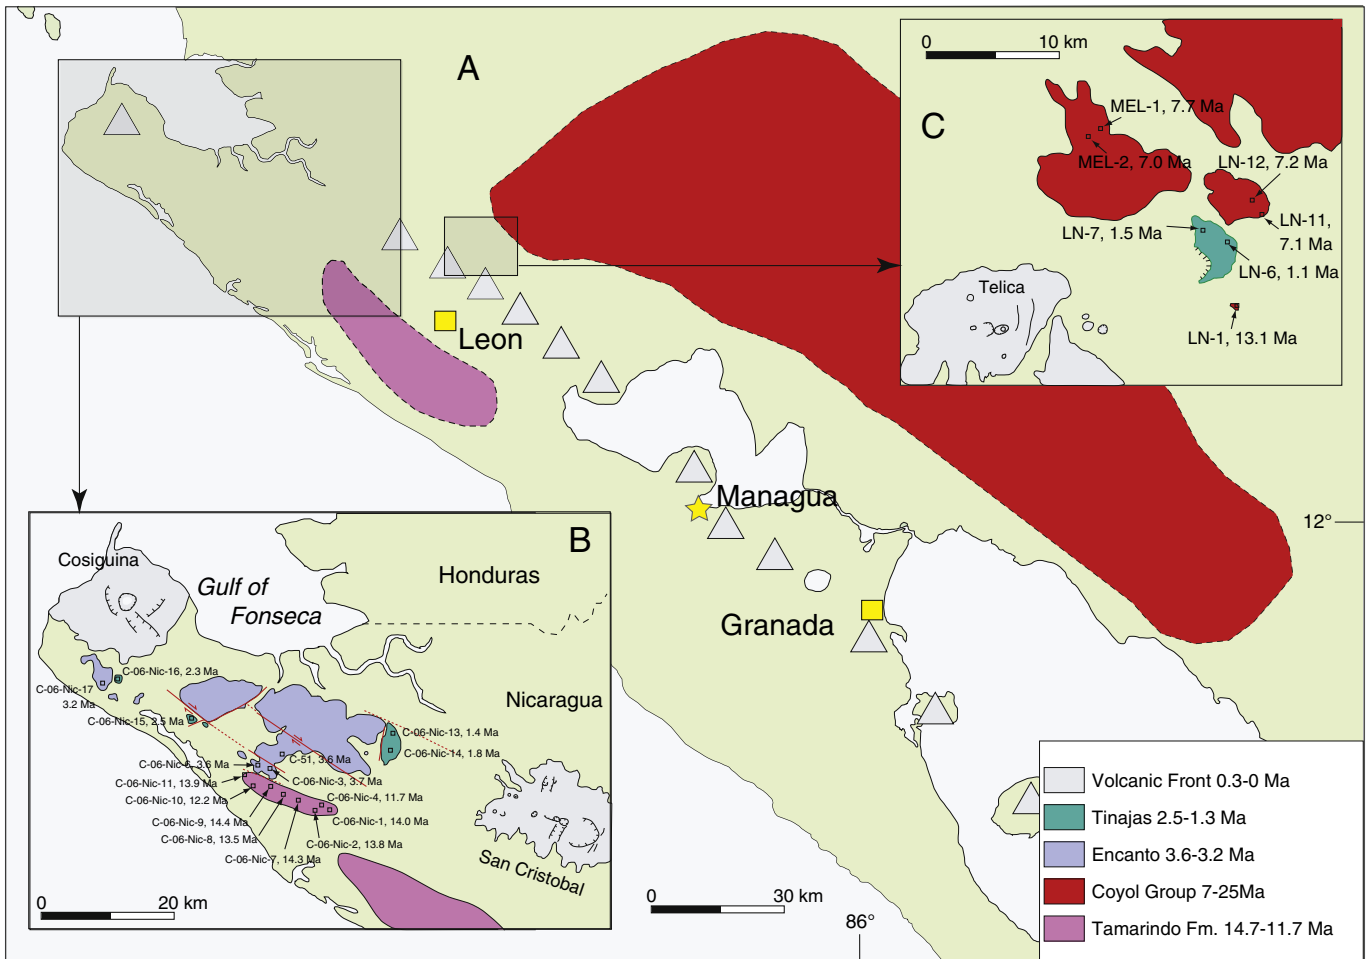 A
Leon
Managua
Granada
12°
86°
0 30 km
C
0 10 km
MEL-1, 7.7 Ma
MEL-2, 7.0 Ma
LN-12, 7.2 Ma
LN-11,
7.1 Ma
LN-7, 1.5 Ma
LN-6, 1.1 Ma
Telica
LN-1, 13.1 Ma
B
Cosiguina
Gulf of
Fonseca
Honduras
Nicaragua
C-06-Nic-16, 2.3 Ma
C-06-Nic-17
3.2 Ma
C-06-Nic-15, 2.5 Ma
C-06-Nic-13, 1.4 Ma
C-06-Nic-14, 1.8 Ma
C-51, 3.6 Ma
C-06-Nic-5, 3.6 Ma
C-06-Nic-3, 3.7 Ma
C-06-Nic-11, 13.9 Ma
C-06-Nic-10, 12.2 Ma
C-06-Nic-4, 11.7 Ma
C-06-Nic-9, 14.4 Ma
C-06-Nic-1, 14.0 Ma
C-06-Nic-8, 13.5 Ma
C-06-Nic-2, 13.8 Ma
C-06-Nic-7, 14.3 Ma
San Cristobal
0 20 km
Volcanic Front 0.3-0 Ma
Tinajas 2.5-1.3 Ma
Encanto 3.6-3.2 Ma
Coyol Group 7-25Ma
Tamarindo Fm. 14.7-11.7 Ma